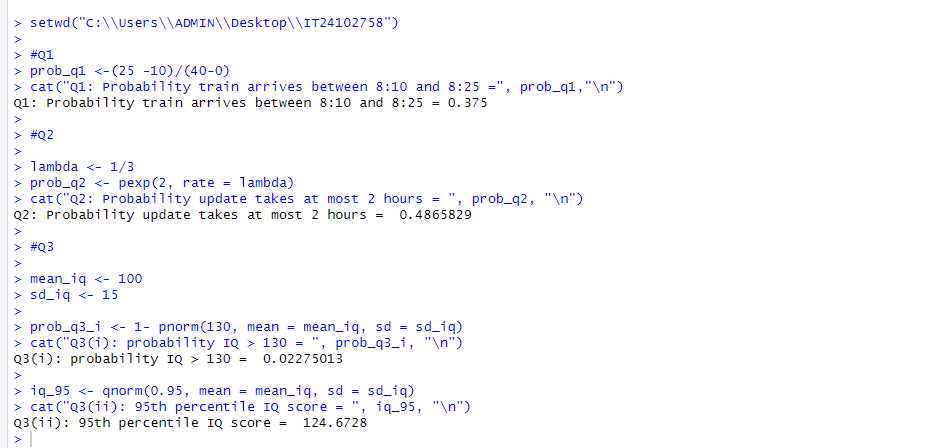 > setwd("C:\\Users\\ADMIN\\Desktop\\IT24102758")
>
> #Q1
> prob_q1 <-(25 -10)/(40-0)
> cat("Q1: Probability train arrives between 8:10 and 8:25 =", prob_q1,"\n")
Q1: Probability train arrives between 8:10 and 8:25 = 0.375
>
> #Q2
>
> lambda <- 1/3
> prob_q2 <- pexp(2, rate = lambda)
> cat("Q2: Probability update takes at most 2 hours = ", prob_q2, "\n")
Q2: Probability update takes at most 2 hours =  0.4865829
>
> #Q3
>
> mean_iq <- 100
> sd_iq <- 15
>
> prob_q3_i <- 1- pnorm(130, mean = mean_iq, sd = sd_iq)
> cat("Q3(i): probability IQ > 130 = ", prob_q3_i, "\n")
Q3(i): probability IQ > 130 =  0.02275013
>
> iq_95 <- qnorm(0.95, mean = mean_iq, sd = sd_iq)
> cat("Q3(ii): 95th percentile IQ score = ", iq_95, "\n")
Q3(ii): 95th percentile IQ score =  124.6728
>